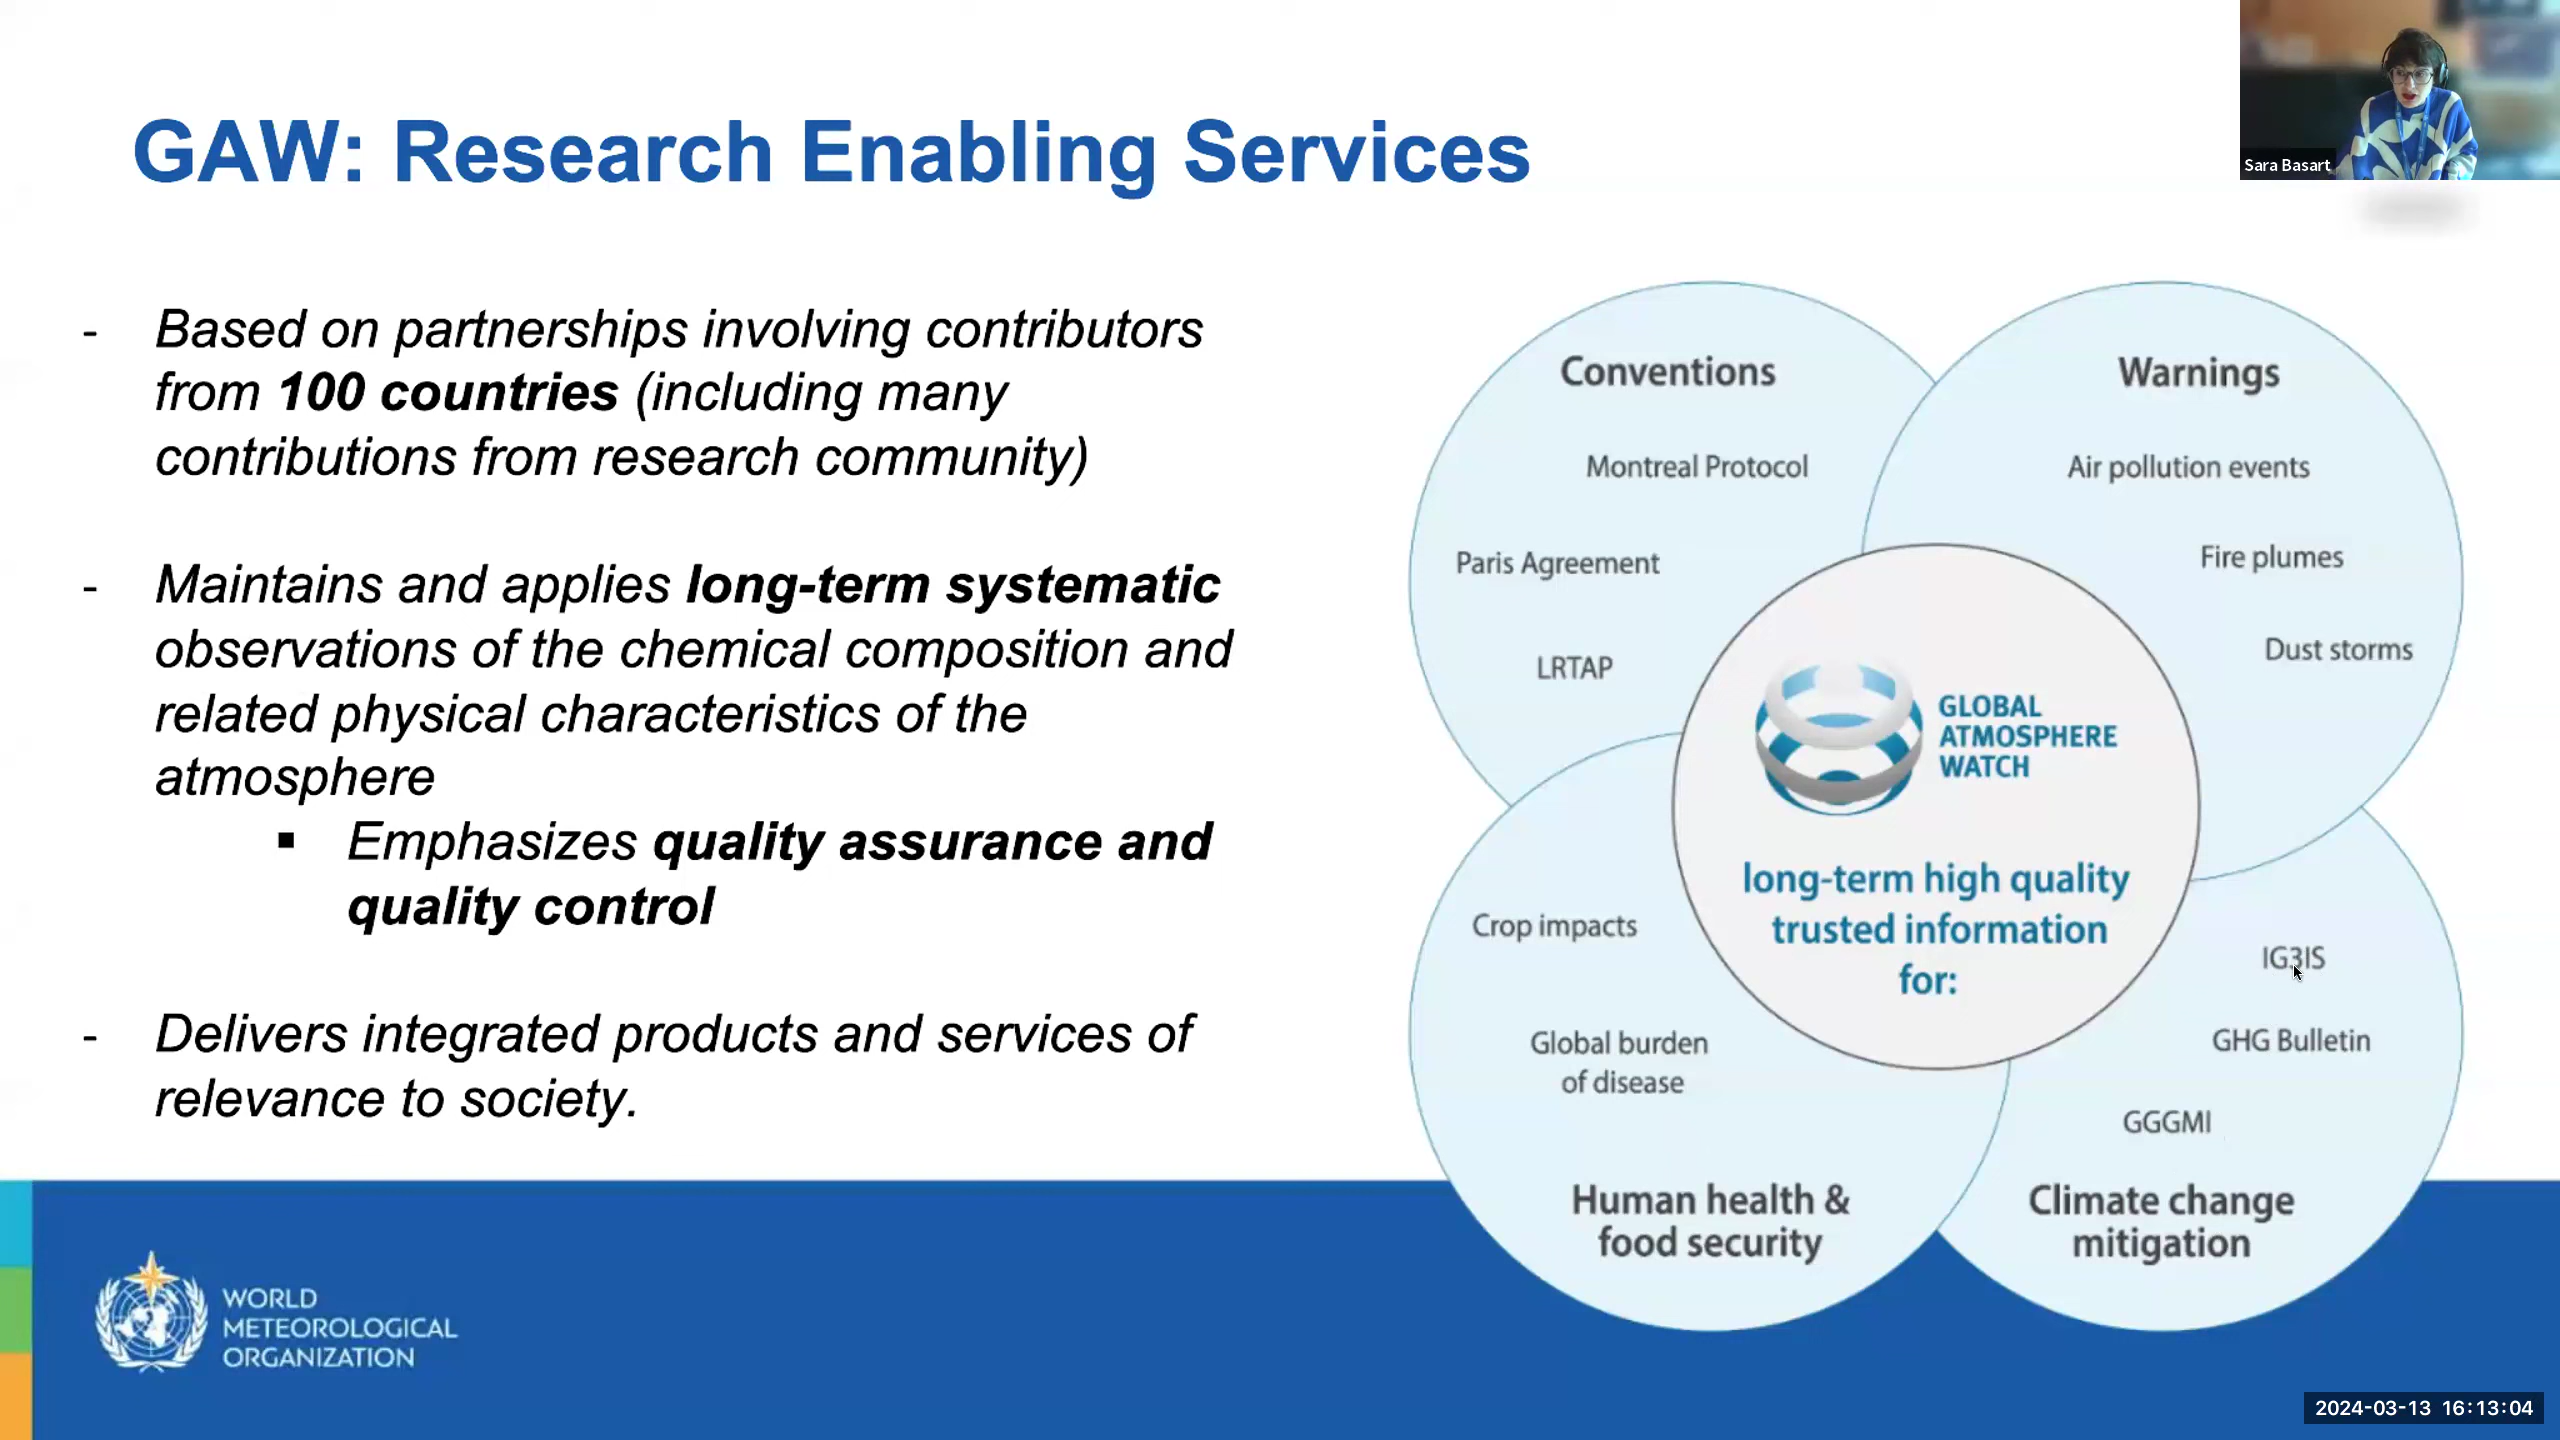 GAW: Research Enabling Services
Sara Basart
- Based on partnerships involving contributors
from 100 countries (including many
contributions from research community)
- Maintains and applies long-term systematic
observations of the chemical composition and
related physical characteristics of the
atmosphere
▪ Emphasizes quality assurance and
quality control
- Delivers integrated products and services of
relevance to society.
Conventions
Montreal Protocol
Paris Agreement
LRTAP
Warnings
Air pollution events
Fire plumes
Dust storms
GLOBAL
ATMOSPHERE
WATCH
long-term high quality
trusted information
for:
Crop impacts
Global burden
of disease
Human health &
food security
IG3IS
GHG Bulletin
GGGMI
Climate change
mitigation
WORLD
METEOROLOGICAL
ORGANIZATION
2024-03-13 16:13:04